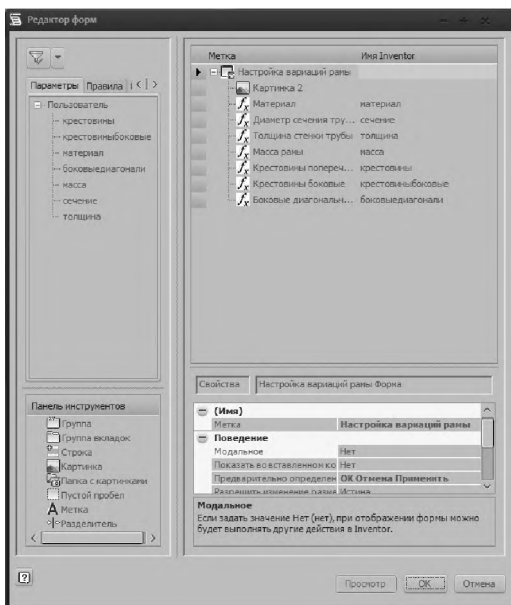 Редактор форм
Параметры Правила
Пользователь
крестовины
крестовиныбоковые
материал
боковыедиагонали
масса
сечение
толщина
Панель инструментов
Группа
Группа вкладок
Строка
Картинка
Папка с картинками
Пустой пробел
Метка
Разделитель
Метка Имя Inventor
Настройка вариаций рамы
Картинка 2
Материал материал
Диаметр сечения тру... сечение
Толщина стенки трубы толщина
Масса рамы масса
Крестовины попереч... крестовины
Крестовины боковые крестовиныбоковые
Боковые диагональн... боковыедиагонали
Свойства Настройка вариаций рамы Форма
(Имя)
Метка Настройка вариаций рамы
Поведение
Модальное Нет
Показать во вставленном ко Нет
Предварительно определен ОК Отмена Применить
Разрешить изменение разме Истина
Модальное
Если задать значение Нет (нет), при отображении формы можно
будет выполнять другие действия в Inventor.
Просмотр ОК Отмена